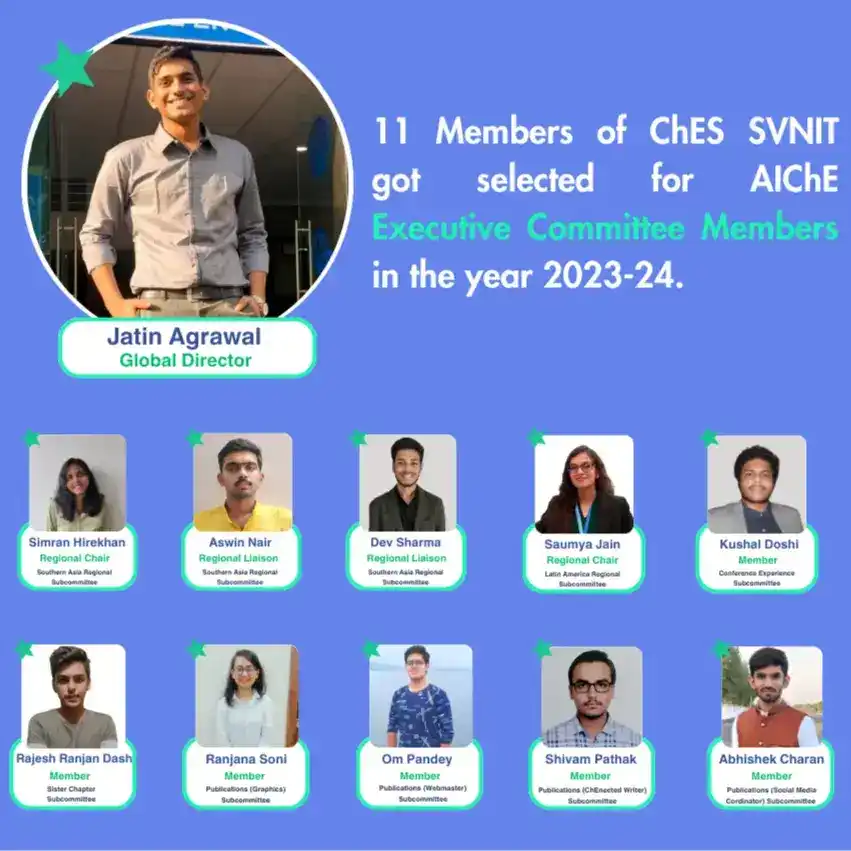 11 Members of ChES SVNIT
got selected for AIChE
Executive Committee Members
in the year 2023-24.
Jatin Agrawal
Global Director
Simran Hirekhan
Regional Chair
Southern Asia Regional
Subcommittee
Aswin Nair
Regional Liaison
Southern Asia Regional
Subcommittee
Dev Sharma
Regional Liaison
Southern Asia Regional
Subcommittee
Saumya Jain
Regional Chair
Latin America Regional
Subcommittee
Kushal Doshi
Member
Conference Experience
Subcommittee
Rajesh Ranjan Dash
Member
Sister Chapter
Subcommittee
Ranjana Soni
Member
Publications (Graphics)
Subcommittee
Om Pandey
Member
Publications (Webmaster)
Subcommittee
Shivam Pathak
Member
Publications (ChEnected Writer)
Subcommittee
Abhishek Charan
Member
Publications (Social Media
Cordinator) Subcommittee